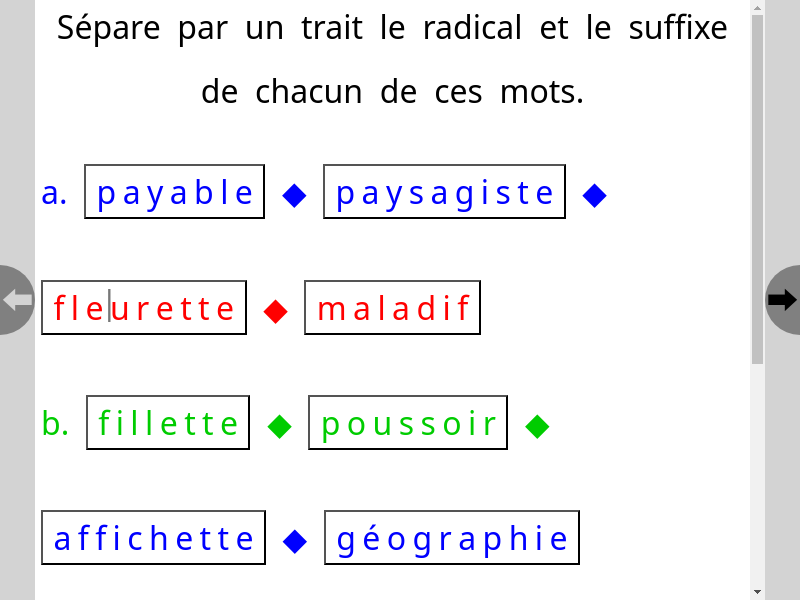 Sépare par un trait le radical et le suffixe
de chacun de ces mots.
a. payable ◆ paysagiste ◆
fleurette ◆ maladif
b. fillette ◆ poussoir ◆
affichette ◆ géographie